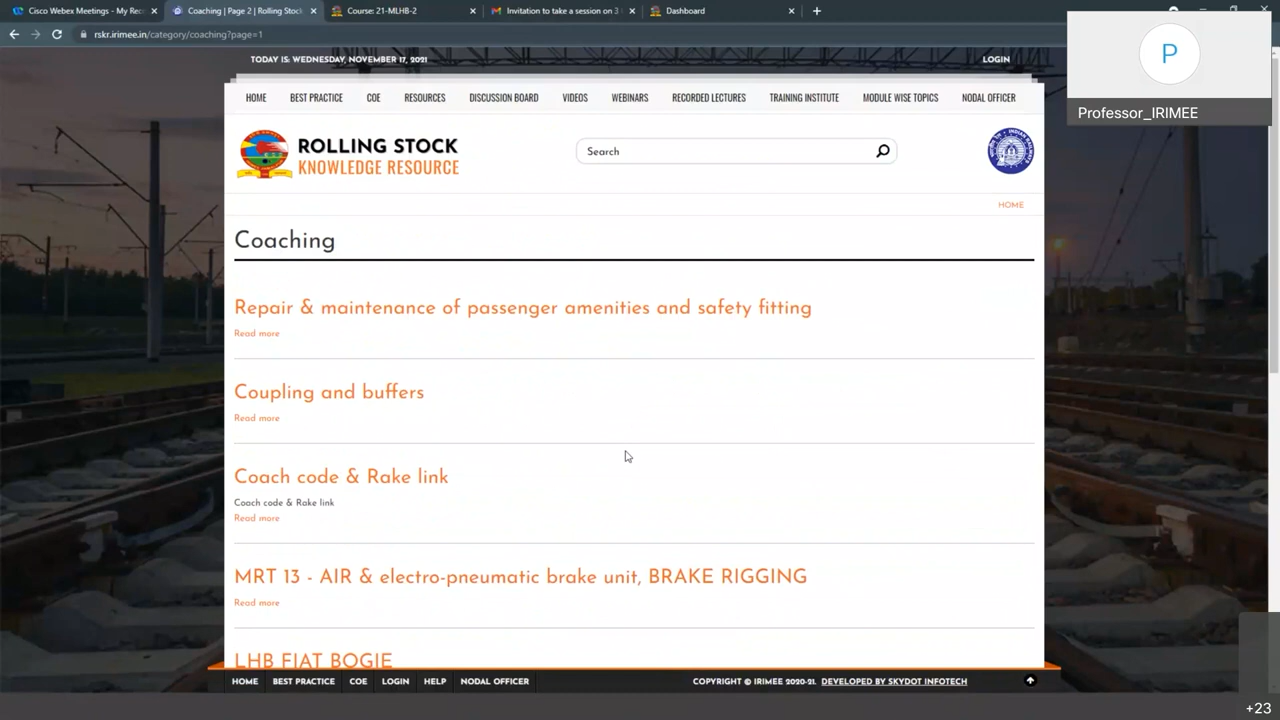 Cisco Webex Meetings - My Rec
Coaching | Page 2 | Rolling Stock
Course: 21-MLHB-2
Invitation to take a session on 3
Dashboard
rskr.irimee.in/category/coaching?page=1
P
Professor_IRIMEE
TODAY IS: WEDNESDAY, NOVEMBER 17, 2021
LOGIN
HOME
BEST PRACTICE
COE
RESOURCES
DISCUSSION BOARD
VIDEOS
WEBINARS
RECORDED LECTURES
TRAINING INSTITUTE
MODULE WISE TOPICS
NODAL OFFICER
ROLLING STOCK
KNOWLEDGE RESOURCE
Search
HOME
Coaching
Repair & maintenance of passenger amenities and safety fitting
Read more
Coupling and buffers
Read more
Coach code & Rake link
Coach code & Rake link
Read more
MRT 13 - AIR & electro-pneumatic brake unit, BRAKE RIGGING
Read more
LHB FIAT BOGIE
HOME
BEST PRACTICE
COE
LOGIN
HELP
NODAL OFFICER
COPYRIGHT © IRIMEE 2020-21. DEVELOPED BY SKYDOT INFOTECH
+23